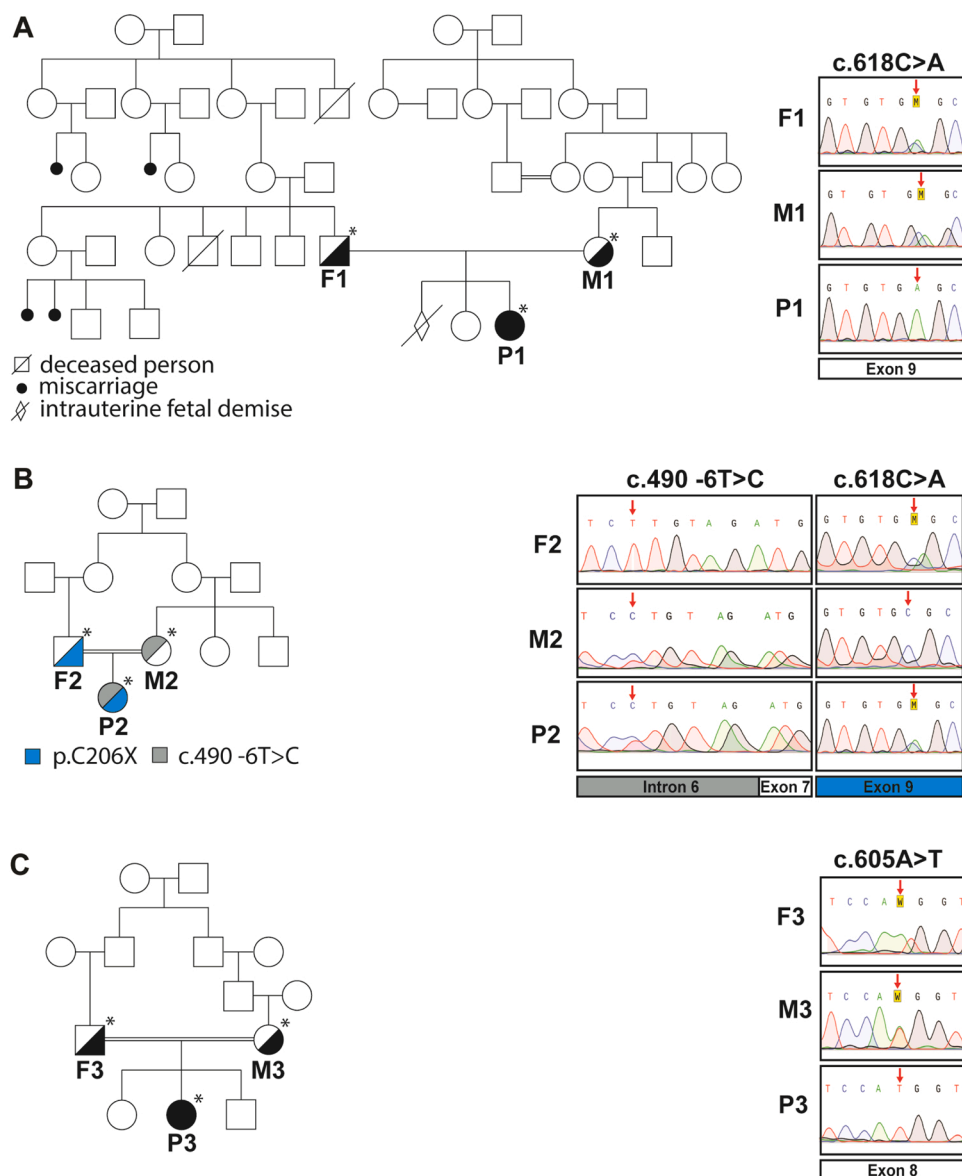 A
c.618C>A
F1
G T G T G M G C
M1
G T G T G M G C
P1
G T G T G A G C
Exon 9
*
*
F1
M1
*
P1
deceased person
miscarriage
intrauterine fetal demise
B
c.490 -6T>C
c.618C>A
F2
T C T T G T A G A T G
G T G T G M G C
M2
T C C T G T A G A T G
G T G T G C G C
P2
T C C T G T A G A T G
G T G T G M G C
Intron 6
Exon 7
Exon 9
*
*
F2
M2
*
P2
p.C206X
c.490 -6T>C
C
c.605A>T
F3
T C C A W G G T
M3
T C C A W G G T
P3
T C C A T G G T
Exon 8
*
*
F3
M3
*
P3